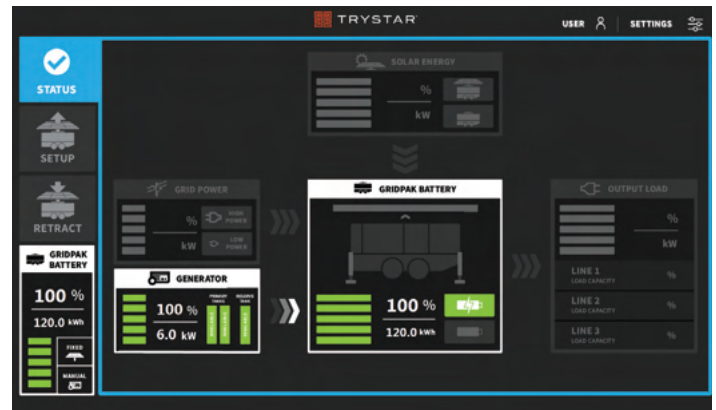 TRYSTAR
USER
SETTINGS
STATUS
SETUP
RETRACT
GRIDPAK
BATTERY
100 %
120.0 kWh
FIXED
MANUAL
SOLAR ENERGY
%
kW
GRID POWER
%
kW
HIGH
POWER
LOW
POWER
GENERATOR
100 %
6.0 kW
PRIMARY
TANKS
RESERVE
TANK
GRIDPAK BATTERY
100 %
120.0 kWh
OUTPUT LOAD
%
kW
LINE 1
LOAD CAPACITY
%
LINE 2
LOAD CAPACITY
%
LINE 3
LOAD CAPACITY
%